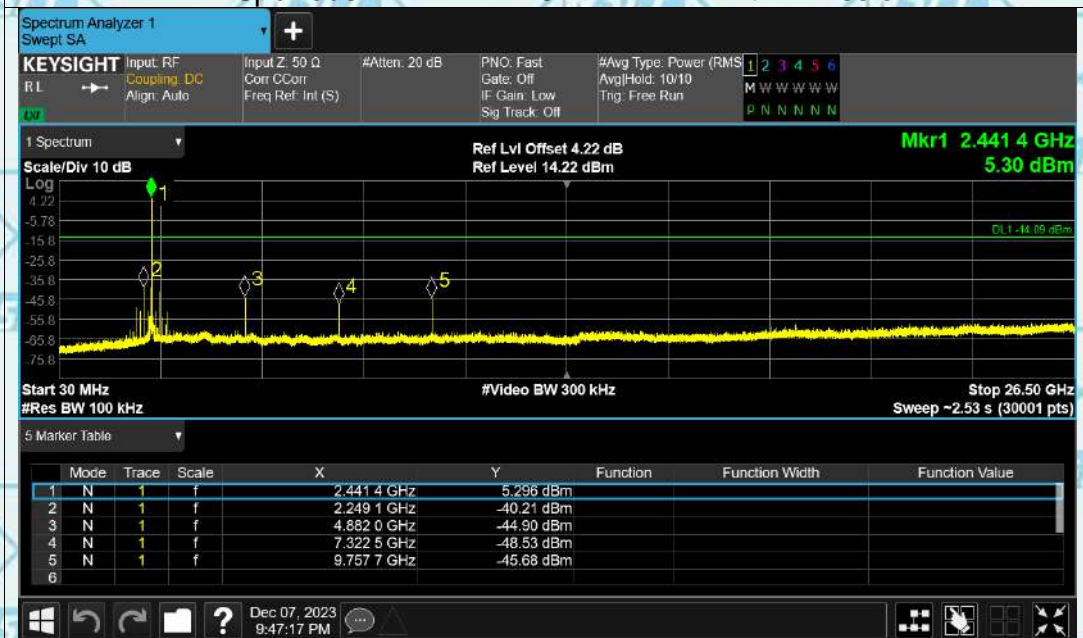 Spectrum Analyzer 1
Swept SA
+
KEYSIGHT Input: RF Input Z: 50 Ω #Atten: 20 dB PNO: Fast #Avg Type: Power (RMS 1 2 3 4 5 6
RL Coupling: DC Corr CCorr Gate: Off Avg|Hold: 10/10 M W W W W W
Align: Auto Freq Ref: Int (S) IF Gain: Low Trig: Free Run
LXI Sig Track: Off P N N N N N
1 Spectrum Ref Lvl Offset 4.22 dB Mkr1 2.441 4 GHz
Scale/Div 10 dB Ref Level 14.22 dBm 5.30 dBm
Log
1
4.22
-5.78
DL1 -14.09 dBm
-15.8
-25.8
2 3 4 5
-35.8
-45.8
-55.8
-65.8
-75.8
Start 30 MHz #Video BW 300 kHz Stop 26.50 GHz
#Res BW 100 kHz Sweep ~2.53 s (30001 pts)
5 Marker Table
Mode Trace Scale X Y Function Function Width Function Value
1 N 1 f 2.441 4 GHz 5.296 dBm
2 N 1 f 2.249 1 GHz -40.21 dBm
3 N 1 f 4.882 0 GHz -44.90 dBm
4 N 1 f 7.322 5 GHz -48.53 dBm
5 N 1 f 9.757 7 GHz -45.68 dBm
6
? Dec 07, 2023
9:47:17 PM